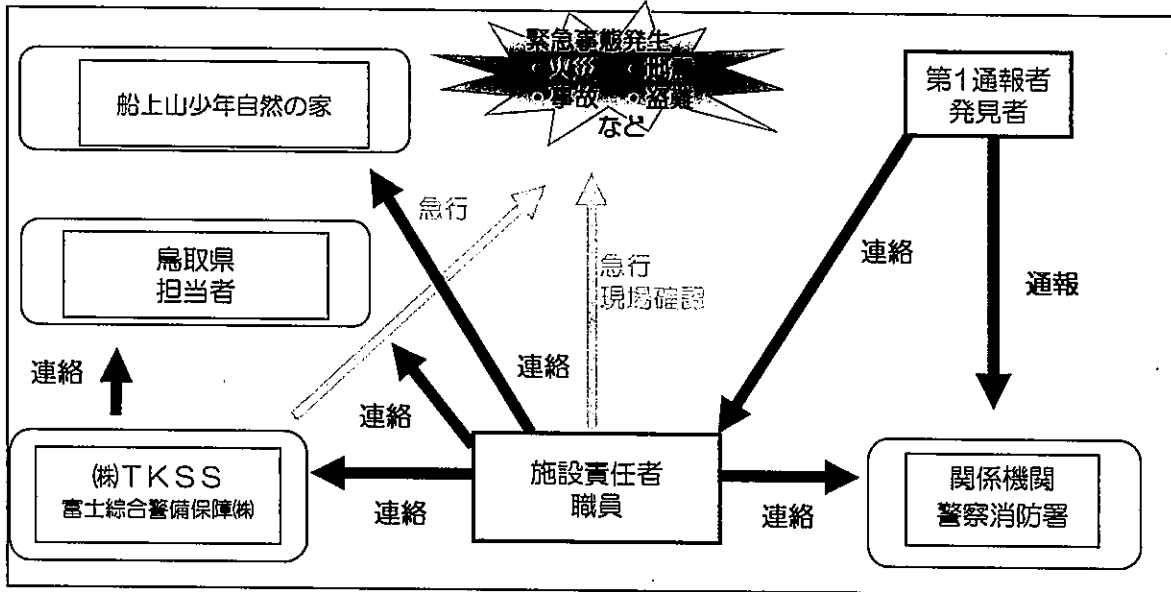 緊急事態発生
・火災 ・地震
・事故 ・盗難
など
船上山少年自然の家
第1通報者
発見者
急行
鳥取県
担当者
急行
現場確認
連絡
通報
連絡
連絡
連絡
㈱TKSS
富士綜合警備保障㈱
連絡
施設責任者
職員
連絡
関係機関
警察消防署